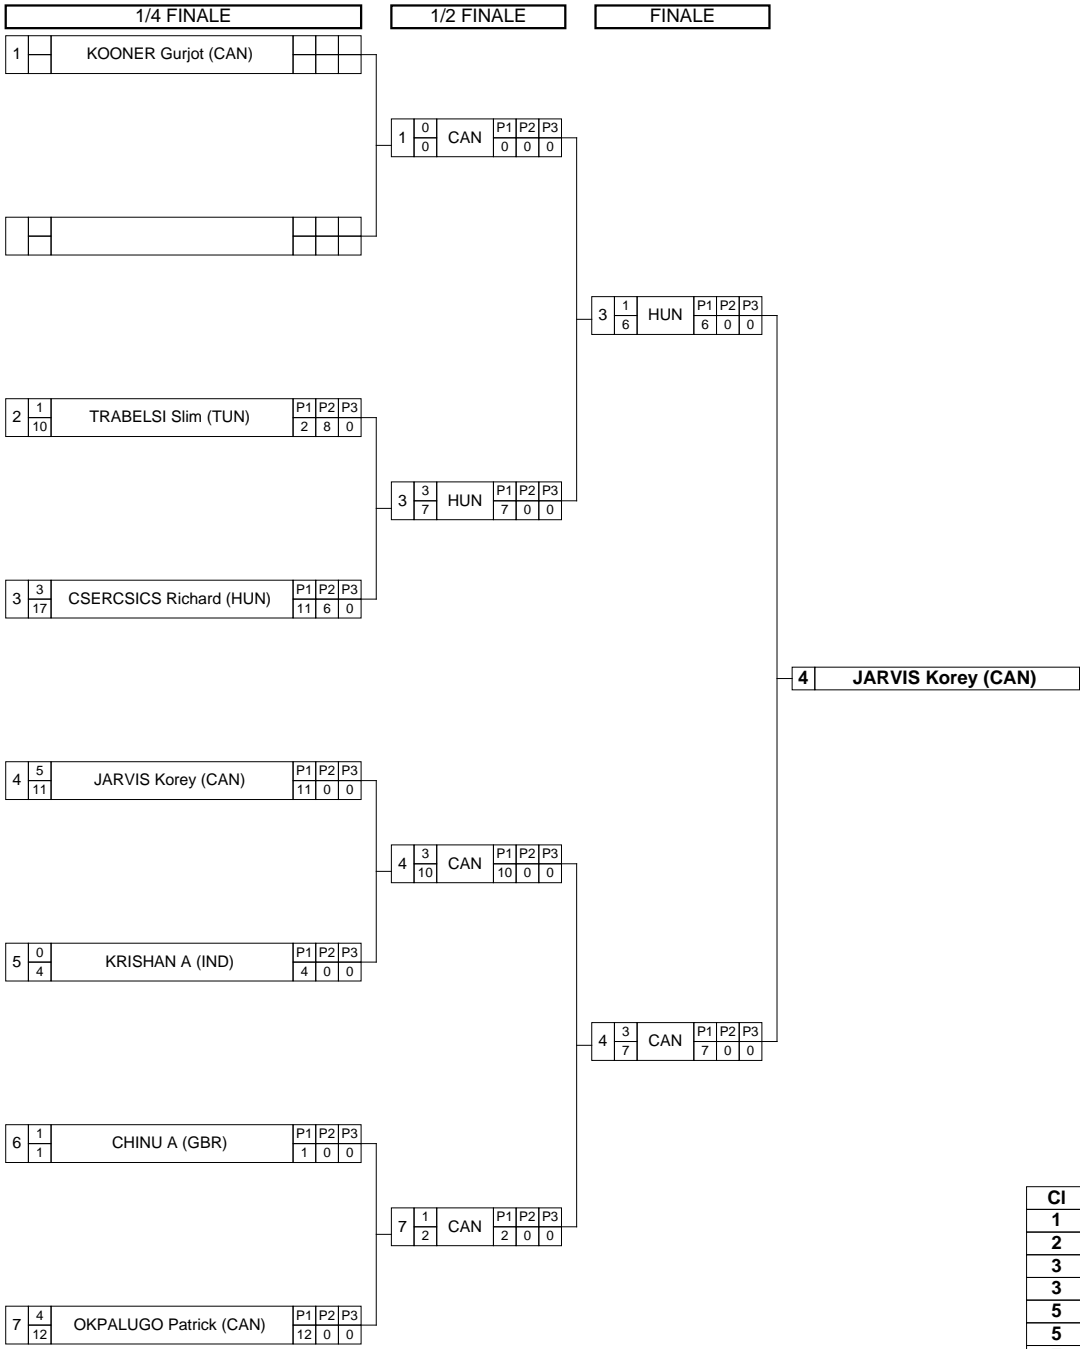 1/4 FINALE 1/2 FINALE FINALE
1 KOONER Gurjot (CAN)
0 P1 P2 P3
1 CAN
0 0 0 0
1 P1 P2 P3
3 HUN
6 6 0 0
1 P1 P2 P3
2 TRABELSI Slim (TUN)
10 2 8 0
3 P1 P2 P3
3 HUN
7 7 0 0
3 P1 P2 P3
3 CSERCSICS Richard (HUN)
17 11 6 0
4 JARVIS Korey (CAN)
5 P1 P2 P3
4 JARVIS Korey (CAN)
11 11 0 0
3 P1 P2 P3
4 CAN
10 10 0 0
0 P1 P2 P3
5 KRISHAN A (IND)
4 4 0 0
3 P1 P2 P3
4 CAN
7 7 0 0
1 P1 P2 P3
6 CHINU A (GBR)
1 1 0 0
1 P1 P2 P3
7 CAN
2 2 0 0
4 P1 P2 P3
7 OKPALUGO Patrick (CAN)
12 12 0 0
Cl
1
2
3
3
5
5